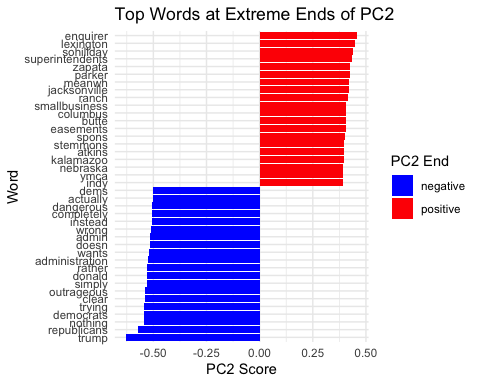 Top Words at Extreme Ends of PC2
enquirer
lexington
sohillday
superintendents
zapata
parker
meanwh
jacksonville
ranch
smallbusiness
columbus
butte
easements
spons
stemmons
atkins
kalamazoo
nebraska
ymca
indy
dems
actually
dangerous
completely
instead
wrong
admin
doesn
wants
administration
rather
donald
simply
outrageous
clear
trying
democrats
nothing
republicans
trump
Word
-0.50 -0.25 0.00 0.25 0.50
PC2 Score
PC2 End
negative
positive